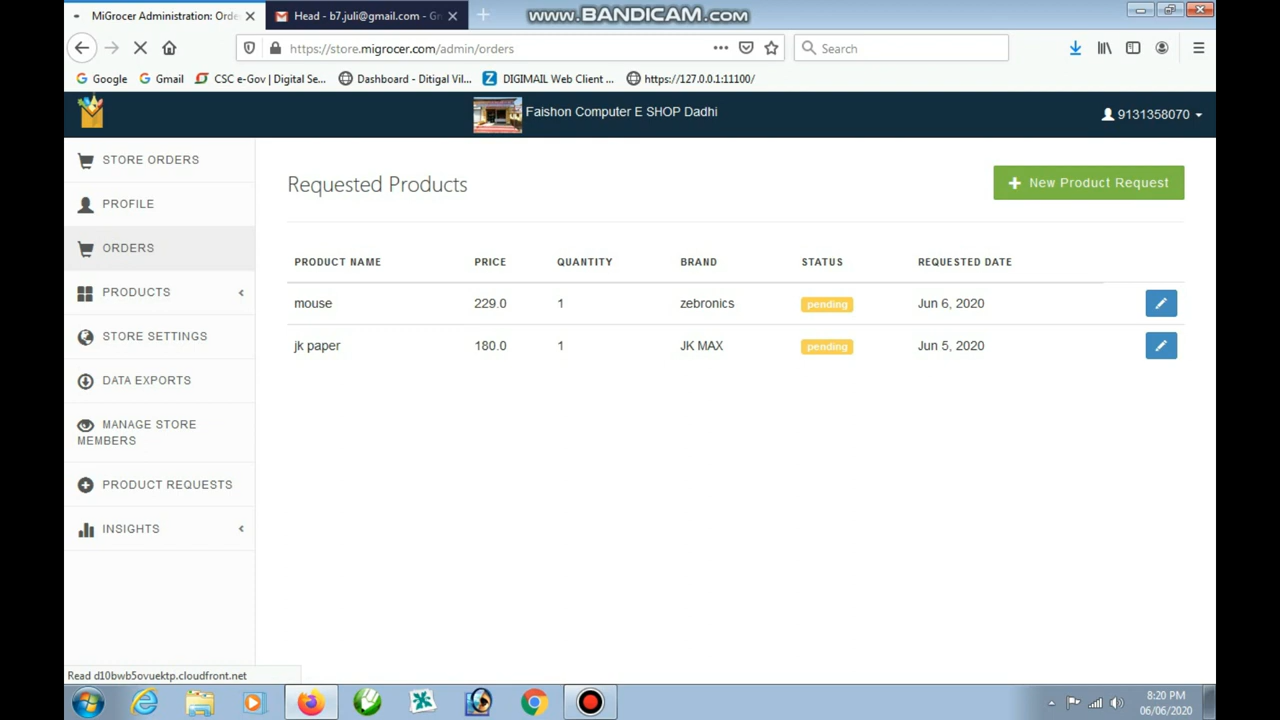 MiGrocer Administration: Orde
Head - b7.juli@gmail.com - Gr
www.BANDICAM.com
https://store.migrocer.com/admin/orders
Search
Google
Gmail
CSC e-Gov | Digital Se...
Dashboard - Ditigal Vil...
DIGIMAIL Web Client ...
https://127.0.0.1:11100/
Faishon Computer E SHOP Dadhi
9131358070
STORE ORDERS
PROFILE
ORDERS
PRODUCTS
STORE SETTINGS
DATA EXPORTS
MANAGE STORE
MEMBERS
PRODUCT REQUESTS
INSIGHTS
Requested Products
New Product Request
PRODUCT NAME PRICE QUANTITY BRAND STATUS REQUESTED DATE
mouse 229.0 1 zebronics pending Jun 6, 2020
jk paper 180.0 1 JK MAX pending Jun 5, 2020
Read d10bwb5ovuektp.cloudfront.net
8:20 PM
06/06/2020